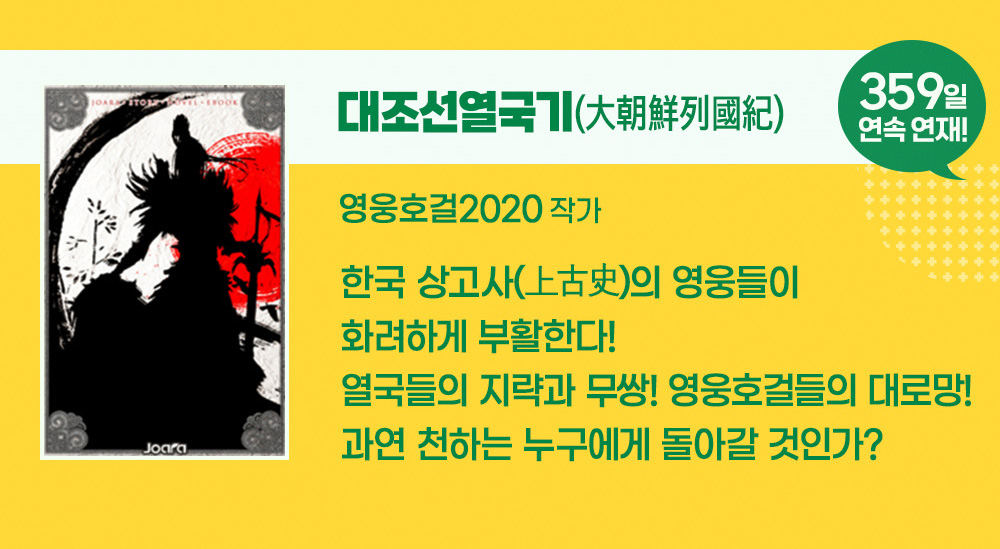 JOARA · STORY · NOVEL · EBOOK
Joara
대조선열국기(大朝鮮列國紀)
359일
연속 연재!
영웅호걸2020 작가
한국 상고사(上古史)의 영웅들이
화려하게 부활한다!
열국들의 지략과 무쌍! 영웅호걸들의 대로망!
과연 천하는 누구에게 돌아갈 것인가?